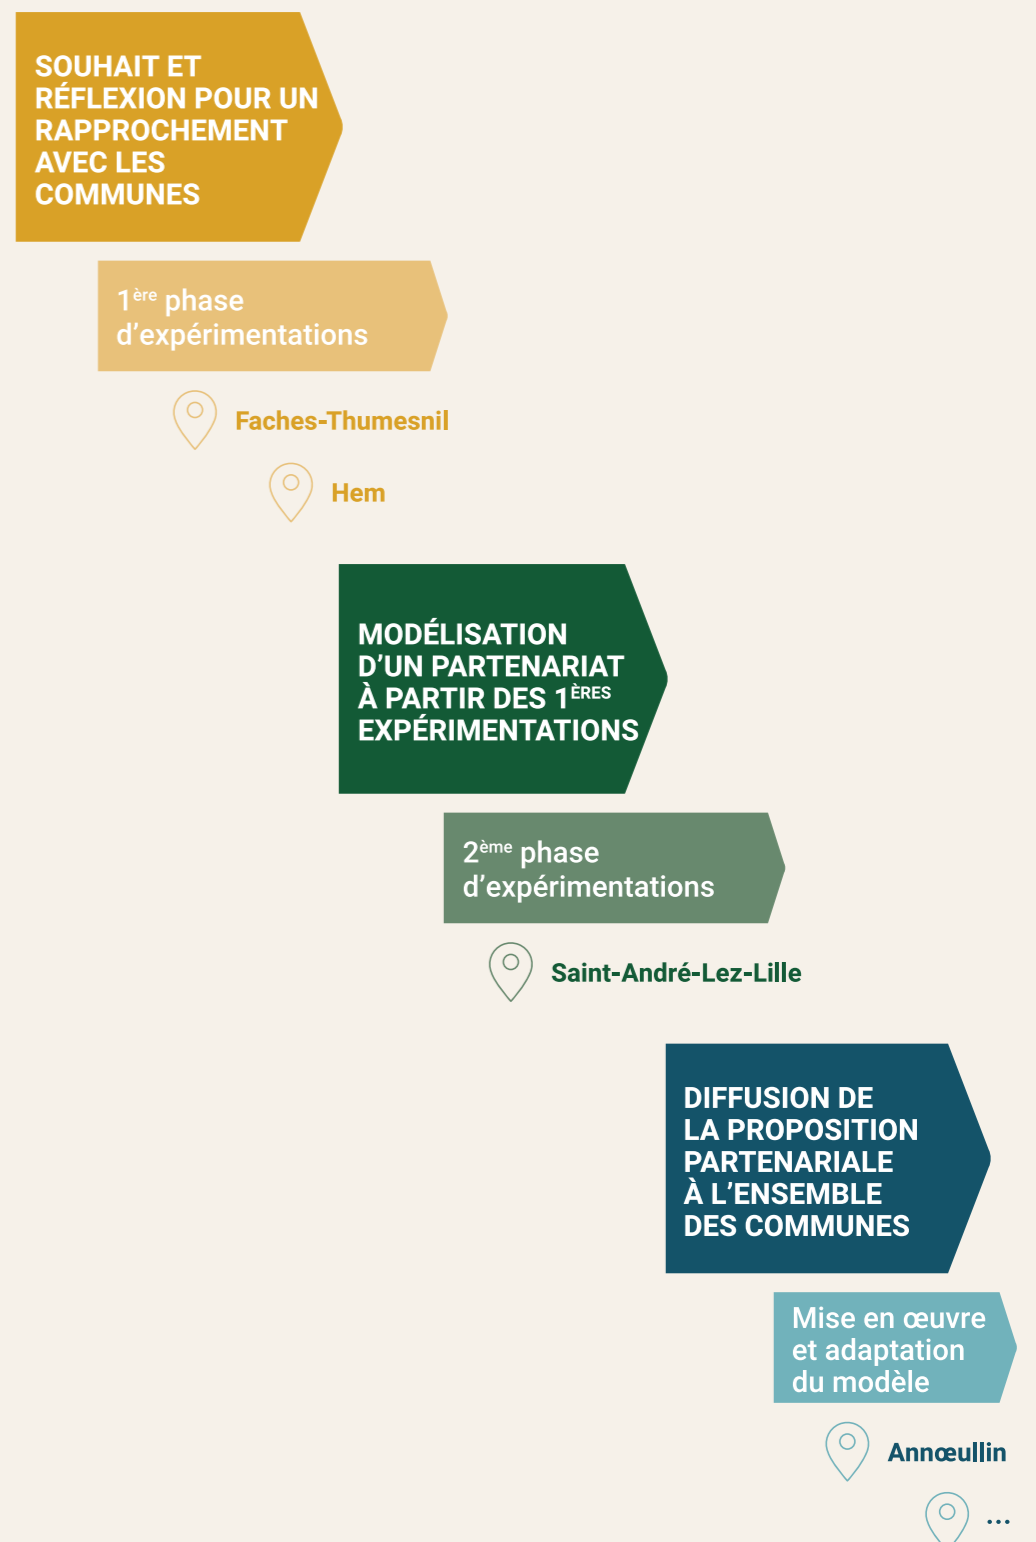 SOUHAIT ET
RÉFLEXION POUR UN
RAPPROCHEMENT
AVEC LES
COMMUNES
1ère phase
d’expérimentations
Faches-Thumesnil
Hem
MODÉLISATION
D’UN PARTENARIAT
À PARTIR DES 1ÈRES
EXPÉRIMENTATIONS
2ème phase
d’expérimentations
Saint-André-Lez-Lille
DIFFUSION DE
LA PROPOSITION
PARTENARIALE
À L’ENSEMBLE
DES COMMUNES
Mise en œuvre
et adaptation
du modèle
Annœullin
...